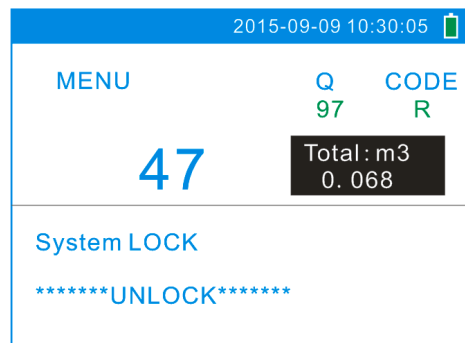 2015-09-09 10:30:05
MENU Q CODE
97 R
47 Total: m3
0. 068
System LOCK
*******UNLOCK*******